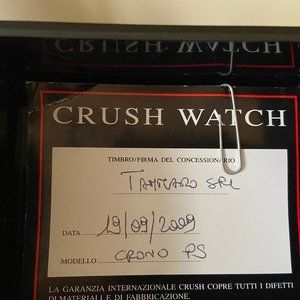 CRUSH WATCH
CRUSH WATCH
TIMBRO/FIRMA DEL CONCESSIONARIO
SRL
DATA 19/09/2009
MODELLO CRONO PS
LA GARANZIA INTERNAZIONALE CRUSH COPRE TUTTI I DIFETTI
DI MATERIALE E DI FABBRICAZIONE.